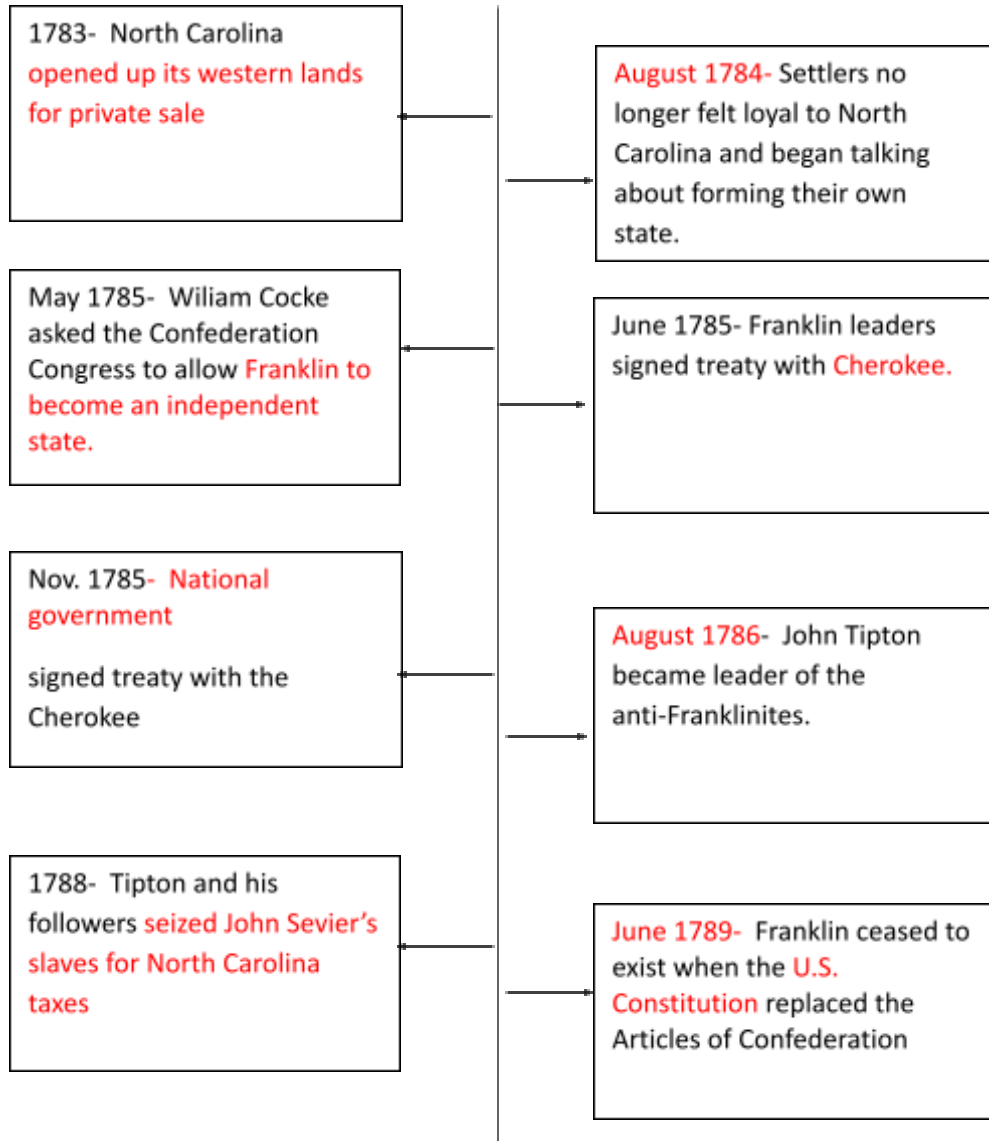 1783- North Carolina
opened up its western lands
for private sale
August 1784- Settlers no
longer felt loyal to North
Carolina and began talking
about forming their own
state.
May 1785- Wiliam Cocke
asked the Confederation
Congress to allow Franklin to
become an independent
state.
June 1785- Franklin leaders
signed treaty with Cherokee.
Nov. 1785- National
government
signed treaty with the
Cherokee
August 1786- John Tipton
became leader of the
anti-Franklinites.
1788- Tipton and his
followers seized John Sevier’s
slaves for North Carolina
taxes
June 1789- Franklin ceased to
exist when the U.S.
Constitution replaced the
Articles of Confederation